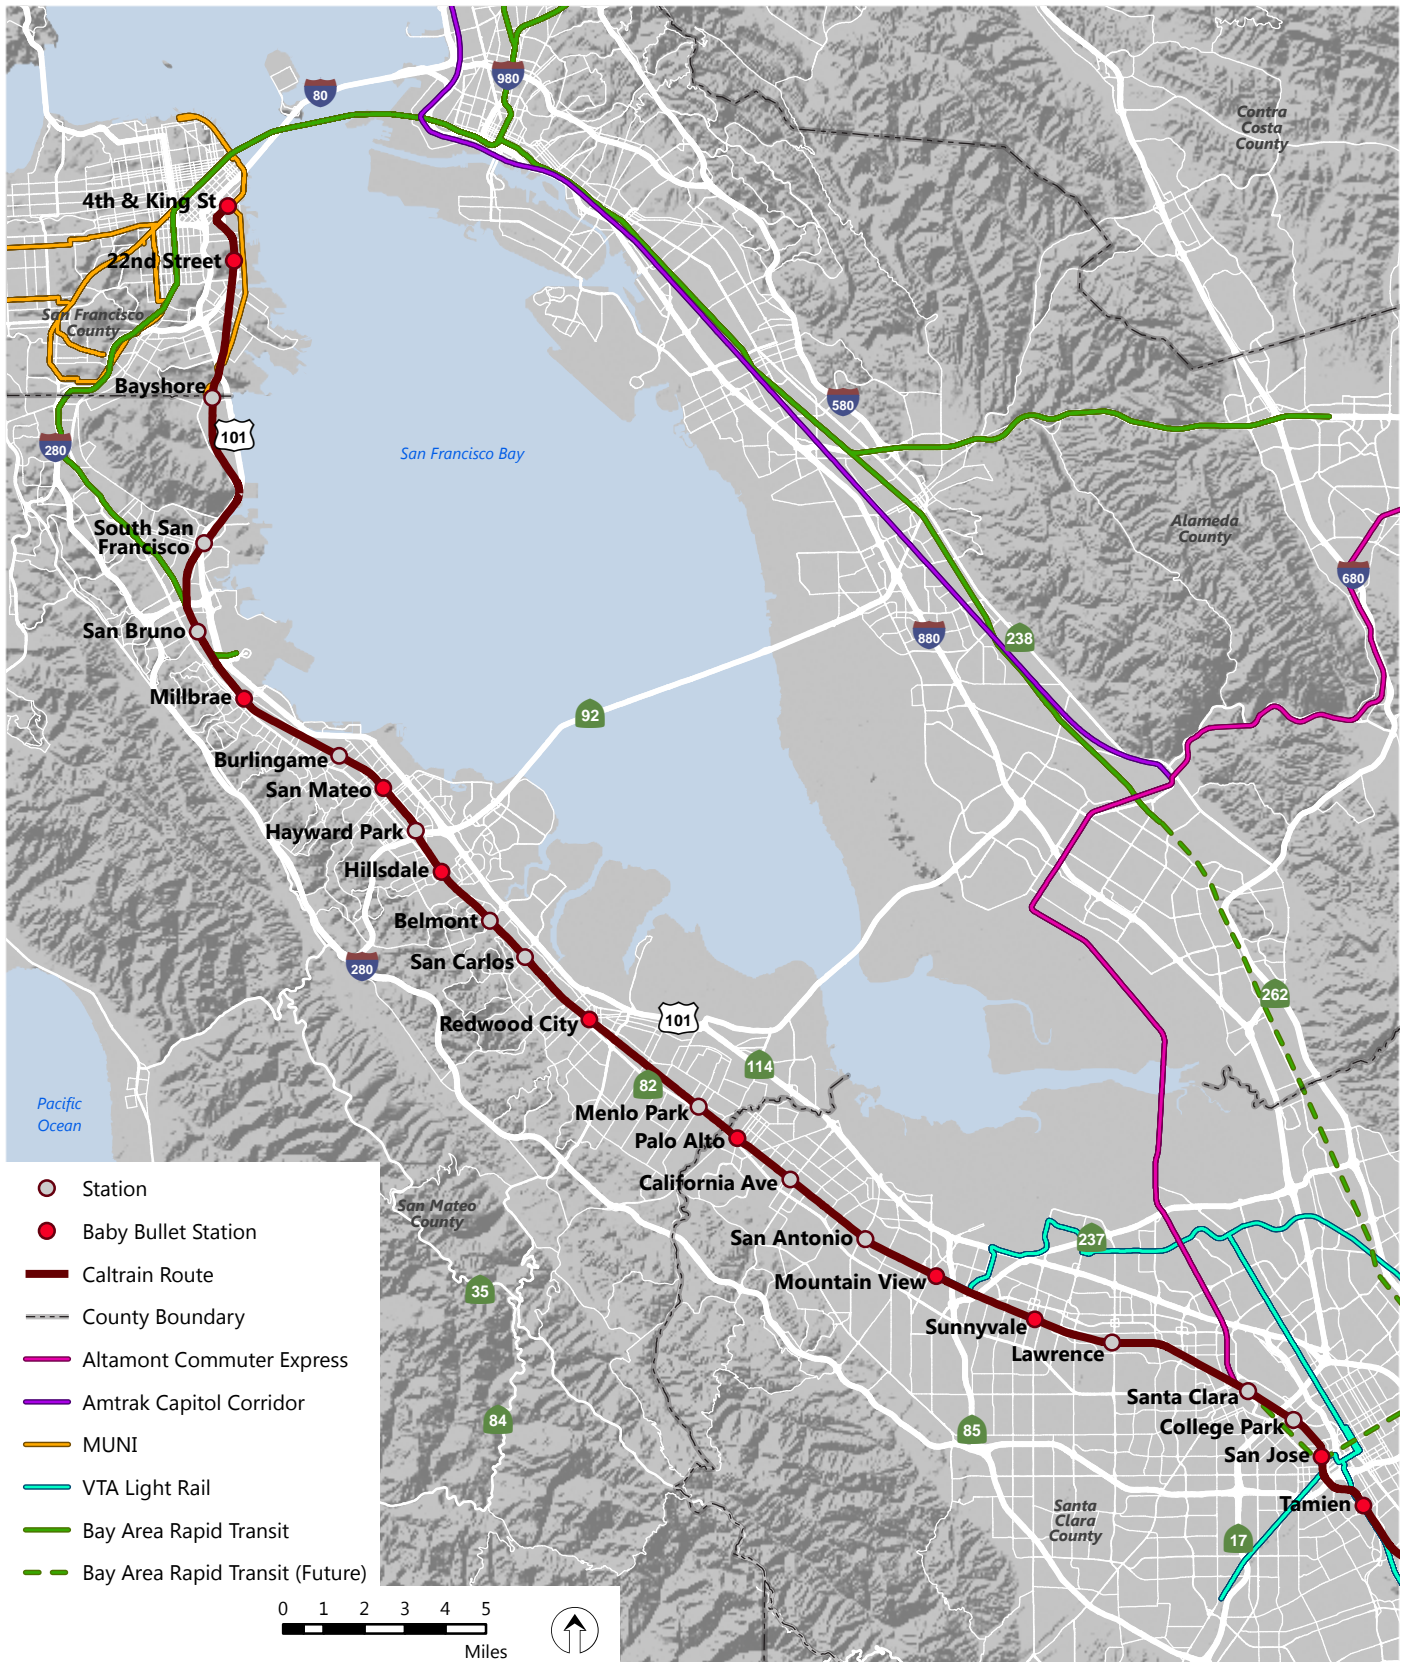 980
80
Contra
Costa
County
4th & King St
22nd Street
San Francisco
County
Bayshore
580
101
280
San Francisco Bay
South San
Francisco
Alameda
County
680
San Bruno
880
238
Millbrae
92
Burlingame
San Mateo
Hayward Park
Hillsdale
Belmont
San Carlos
280
262
Redwood City
101
114
82
Pacific
Ocean
Menlo Park
Palo Alto
California Ave
San Mateo
County
San Antonio
237
Mountain View
35
Sunnyvale
Lawrence
Santa Clara
College Park
84
85
San Jose
Tamien
Santa
Clara
County
17
Station
Baby Bullet Station
Caltrain Route
County Boundary
Altamont Commuter Express
Amtrak Capitol Corridor
MUNI
VTA Light Rail
Bay Area Rapid Transit
Bay Area Rapid Transit (Future)
0 1 2 3 4 5
Miles